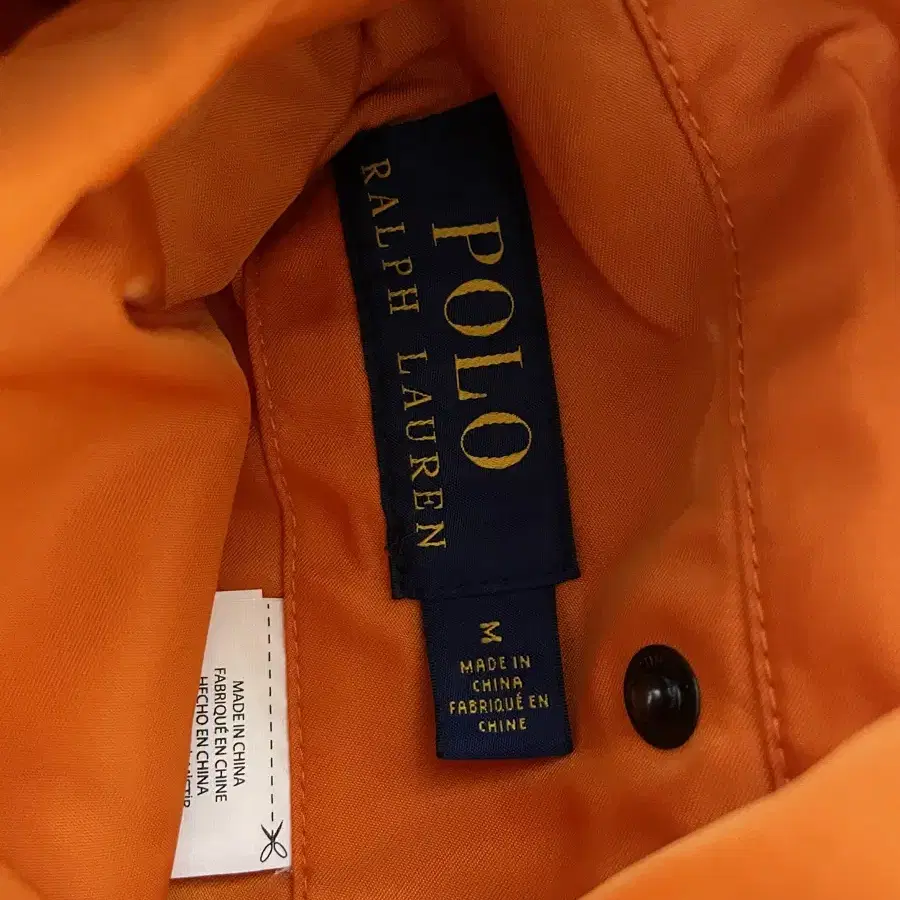 POLO
RALPH LAUREN
M
MADE IN
CHINA
FABRIQUÉ EN
CHINE
MADE IN CHINA
FABRIQUÉ EN CHINE
HECHO EN CHINA